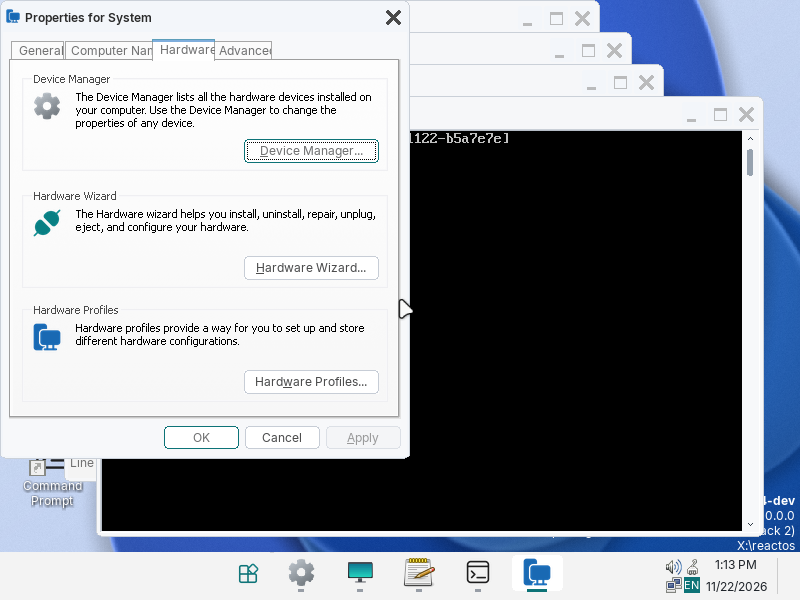 Properties for System
General
Computer Nam
Hardware
Advanced
Device Manager
The Device Manager lists all the hardware devices installed on
your computer. Use the Device Manager to change the
properties of any device.
Device Manager...
Hardware Wizard
The Hardware wizard helps you install, uninstall, repair, unplug,
eject, and configure your hardware.
Hardware Wizard...
Hardware Profiles
Hardware profiles provide a way for you to set up and store
different hardware configurations.
Hardware Profiles...
OK
Cancel
Apply
1122-b5a7e7e]
Line
Command
Prompt
4-dev
0.0.0
ack 2)
X:\reactos
EN
1:13 PM
11/22/2026